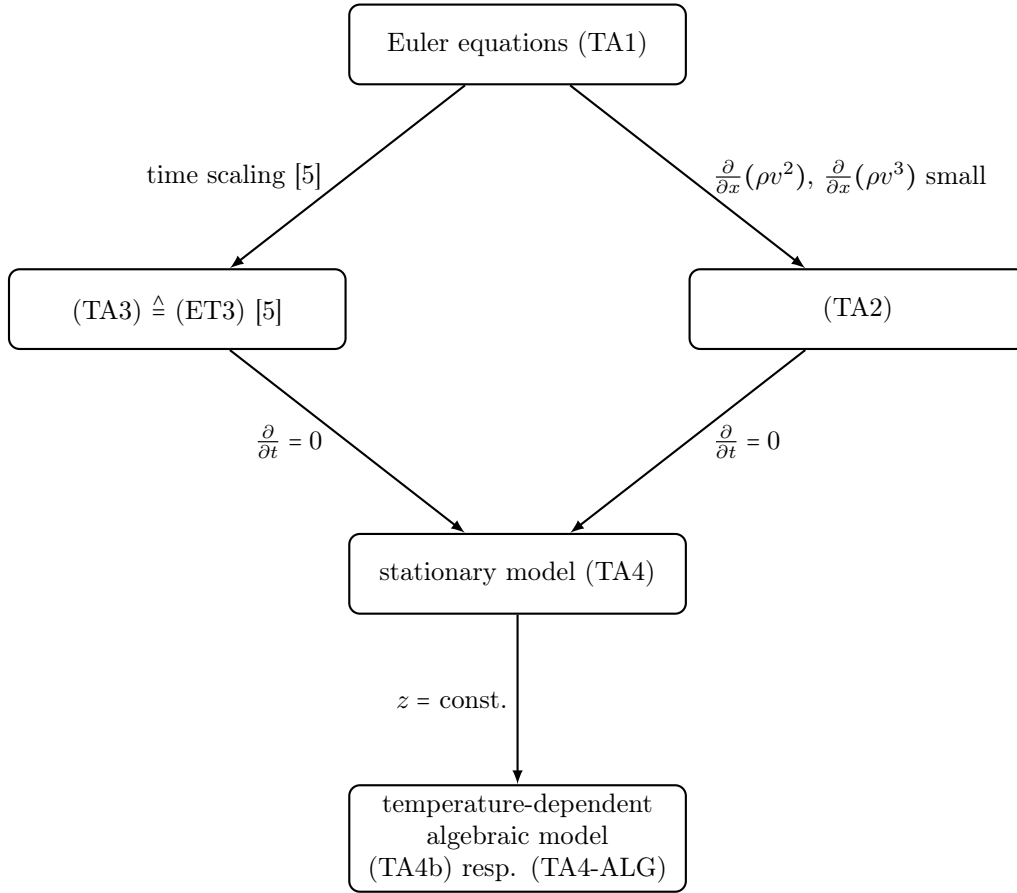 Euler equations (TA1)
time scaling [5]
∂/∂x(ρv²), ∂/∂x(ρv³) small
(TA3) ≙ (ET3) [5]
(TA2)
∂/∂t = 0
∂/∂t = 0
stationary model (TA4)
z = const.
temperature-dependent
algebraic model
(TA4b) resp. (TA4-ALG)